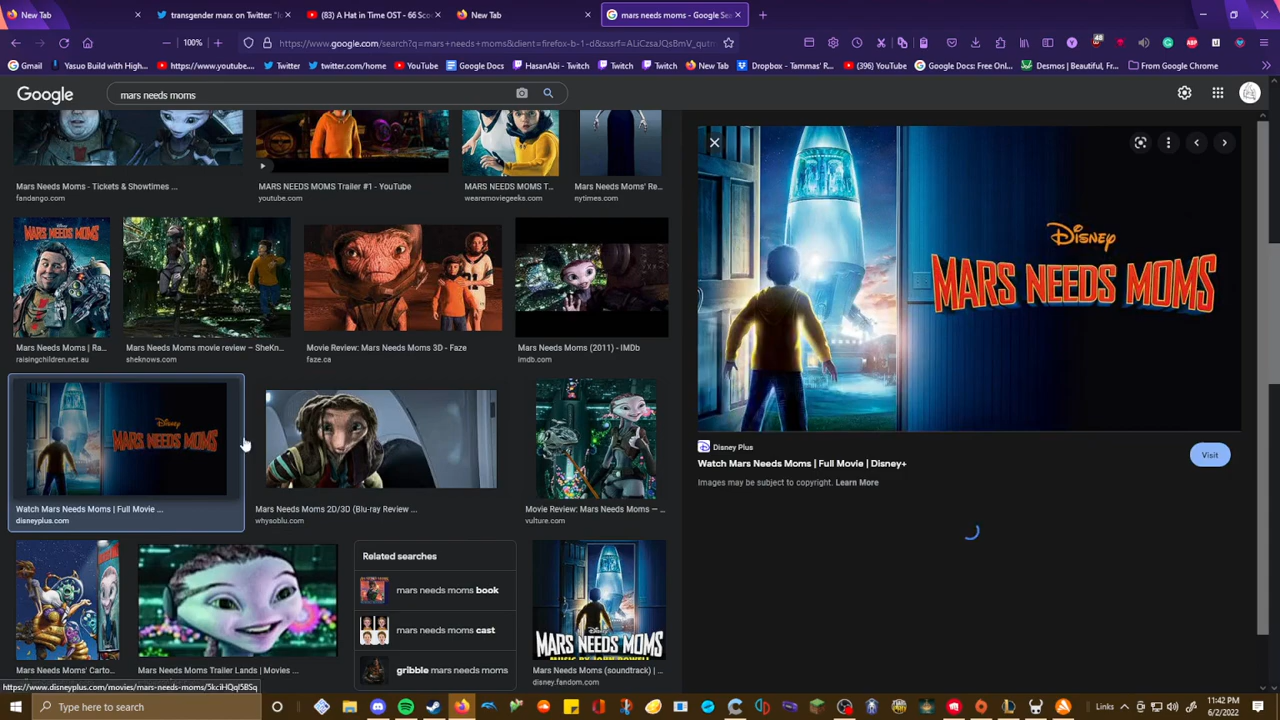 New Tab
transgender marx on Twitter: "i
(83) A Hat in Time OST - 66 Sco
New Tab
mars needs moms - Google Sea
100%
https://www.google.com/search?q=mars+needs+moms&client=firefox-b-1-d&sxsrf=ALiCzsaJQsBmV_qutn
Gmail
Yasuo Build with High...
https://www.youtube....
Twitter
twitter.com/home
YouTube
Google Docs
HasanAbi - Twitch
Twitch
Twitch
New Tab
Dropbox - Tammas' R...
(396) YouTube
Google Docs: Free Onl...
Desmos | Beautiful, Fr...
From Google Chrome
Google
mars needs moms
Mars Needs Moms - Tickets & Showtimes ...
fandango.com
MARS NEEDS MOMS Trailer #1 - YouTube
youtube.com
MARS NEEDS MOMS T...
wearemoviegeeks.com
Mars Needs Moms' Re...
nytimes.com
MARS NEEDS MOMS
Mars Needs Moms | Ra...
raisingchildren.net.au
Mars Needs Moms movie review – SheKn...
sheknows.com
Movie Review: Mars Needs Moms 3D - Faze
faze.ca
Mars Needs Moms (2011) - IMDb
imdb.com
Disney
MARS NEEDS MOMS
Watch Mars Needs Moms | Full Movie ...
disneyplus.com
Mars Needs Moms 2D/3D (Blu-ray Review ...
whysoblu.com
Movie Review: Mars Needs Moms — ...
vulture.com
Mars Needs Moms' Carto...
Mars Needs Moms Trailer Lands | Movies ...
Related searches
mars needs moms book
mars needs moms cast
gribble mars needs moms
Disney
MARS NEEDS MOMS
MUSIC BY JOHN POWELL
Mars Needs Moms (soundtrack) | ...
disney.fandom.com
Disney
MARS NEEDS MOMS
Disney Plus
Watch Mars Needs Moms | Full Movie | Disney+
Images may be subject to copyright. Learn More
Visit
https://www.disneyplus.com/movies/mars-needs-moms/5kciHQql5BSq
Type here to search
Links
11:42 PM
6/2/2022